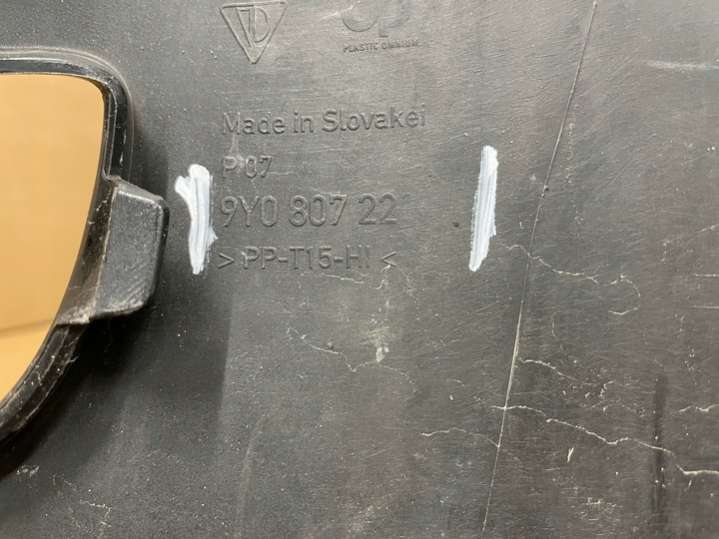 PLASTIC OMNIUM
Made in Slovakei
P 07
9Y0 807 22
> PP-T15-HI <